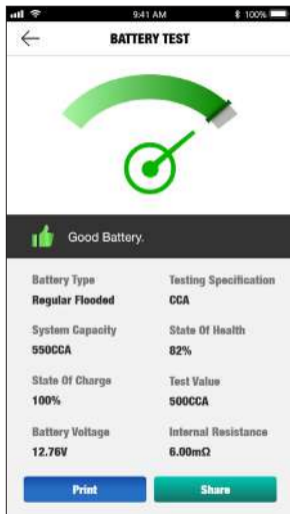 9:41 AM 100%
BATTERY TEST
Good Battery.
Battery Type Testing Specification
Regular Flooded CCA
System Capacity State Of Health
550CCA 82%
State Of Charge Test Value
100% 500CCA
Battery Voltage Internal Resistance
12.76V 6.00mΩ
Print Share